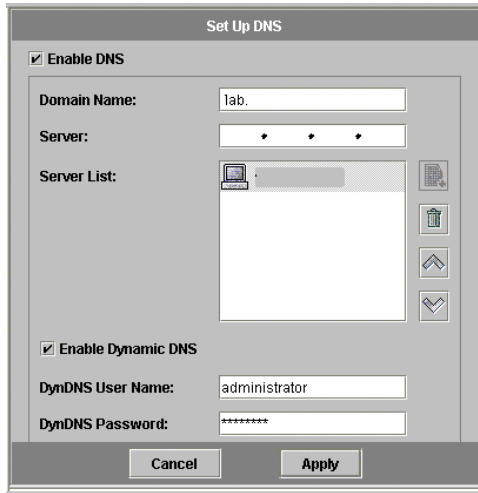 Set Up DNS
Enable DNS
Domain Name: lab.
Server: . . .
Server List:
Enable Dynamic DNS
DynDNS User Name: administrator
DynDNS Password: ********
Cancel Apply